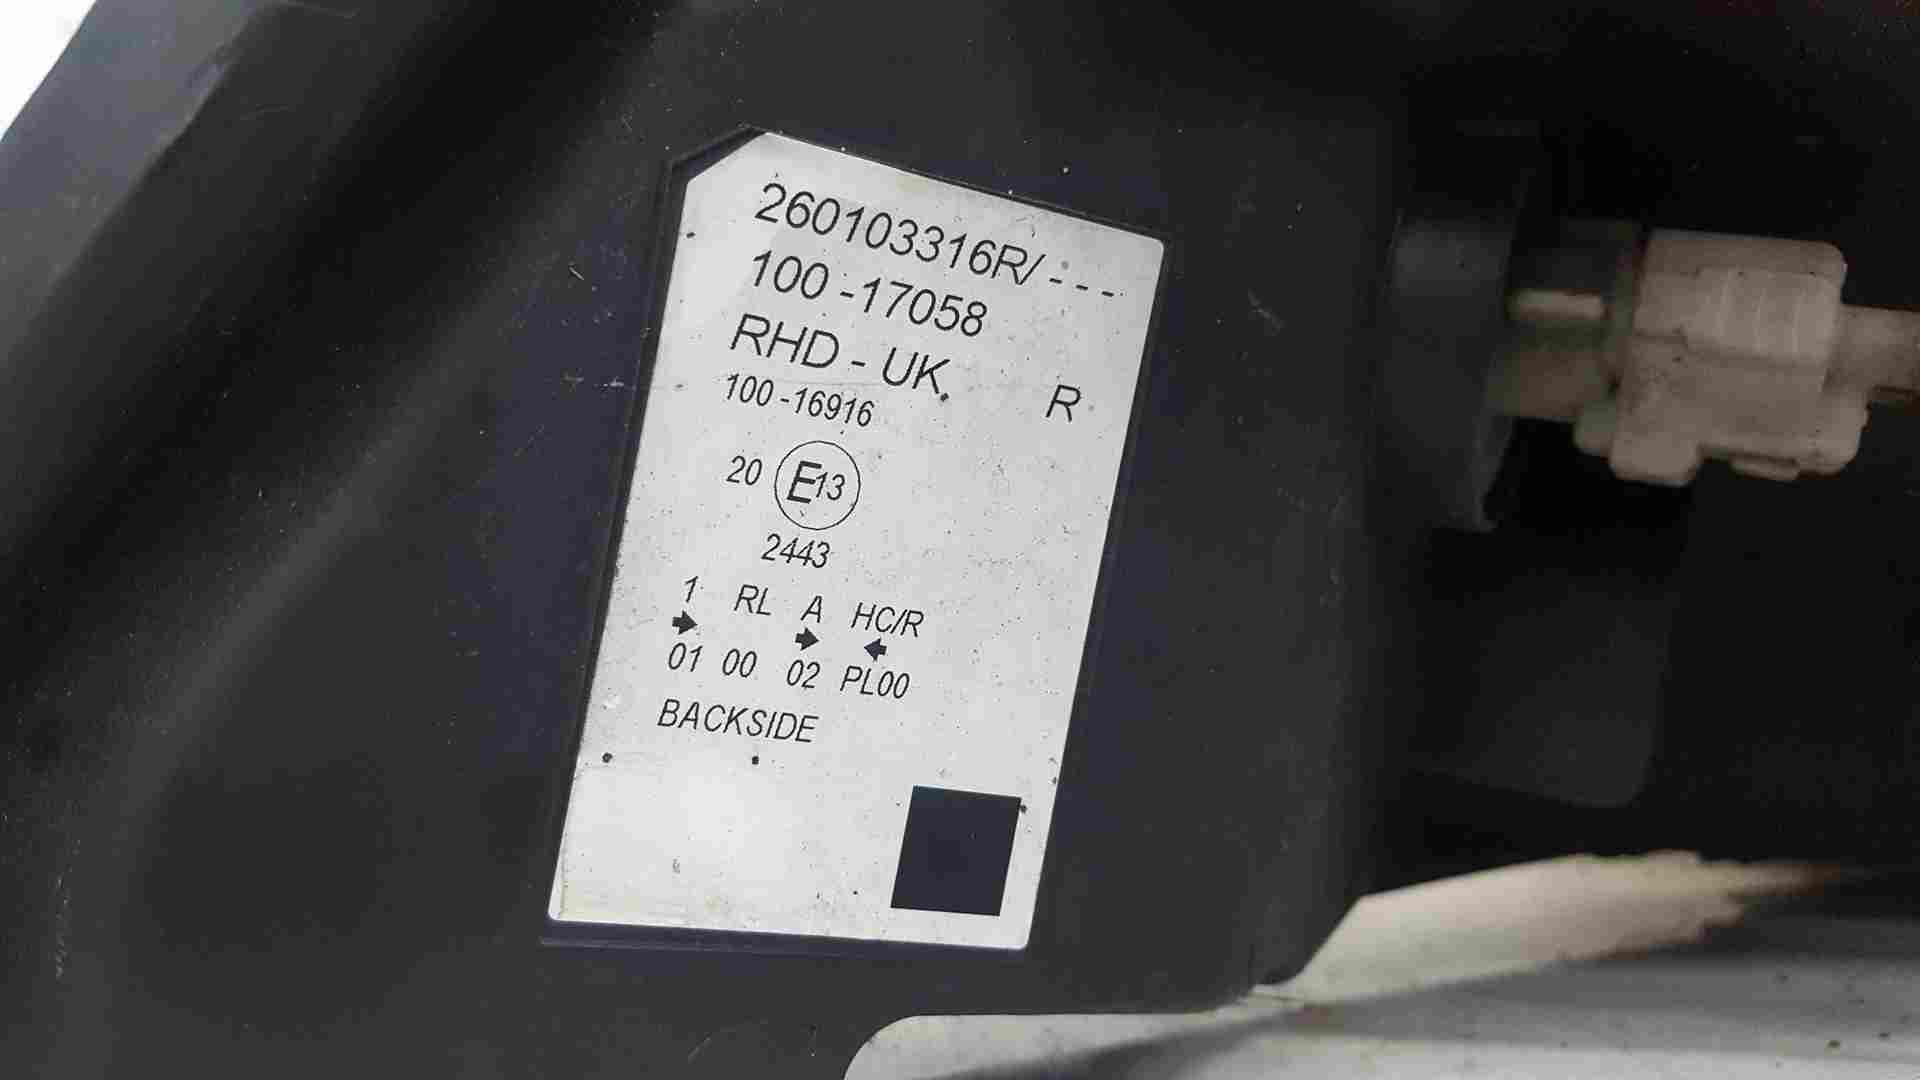 260103316R/---
100-17058
RHD - UK R
100-16916
20 E13
2443
1 RL A HC/R
➡ ➡ ⬅
01 00 02 PL00
BACKSIDE